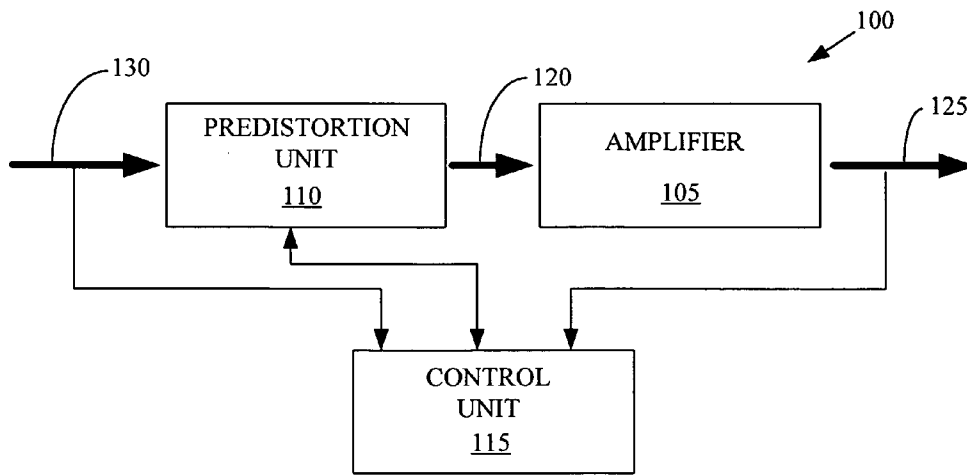 100
130
120
125
PREDISTORTION
UNIT
110
AMPLIFIER
105
CONTROL
UNIT
115